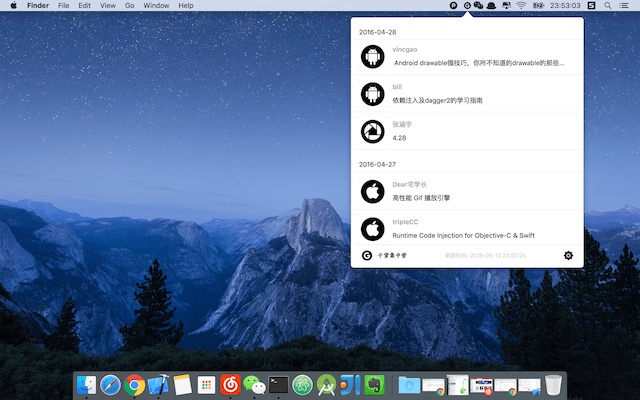 Finder File Edit View Go Window Help 23:53:03
2016-04-28
vincgao
Android drawable微技巧，你所不知道的drawable的那些...
bili
依赖注入及dagger2的学习指南
张涵宇
4.28
2016-04-27
Dear宅学长
高性能 Gif 播放引擎
tripleCC
Runtime Code Injection for Objective-C & Swift
干货集中营 更新时间: 2016-05-13 23:52:25